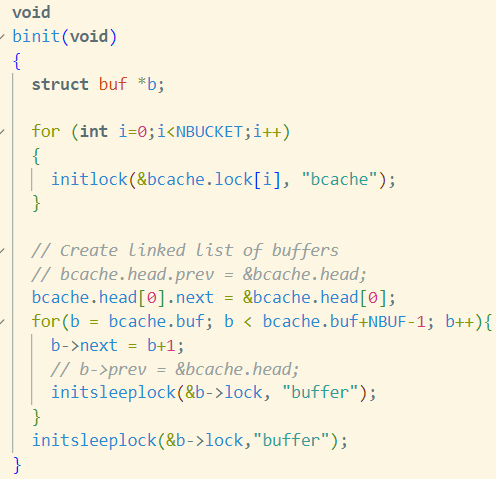 void
binit(void)
{
  struct buf *b;

  for (int i=0;i<NBUCKET;i++)
  {
    initlock(&bcache.lock[i], "bcache");
  }

  // Create linked list of buffers
  // bcache.head.prev = &bcache.head;
  bcache.head[0].next = &bcache.head[0];
  for(b = bcache.buf; b < bcache.buf+NBUF-1; b++){
    b->next = b+1;
    // b->prev = &bcache.head;
    initsleeplock(&b->lock, "buffer");
  }
  initsleeplock(&b->lock,"buffer");
}